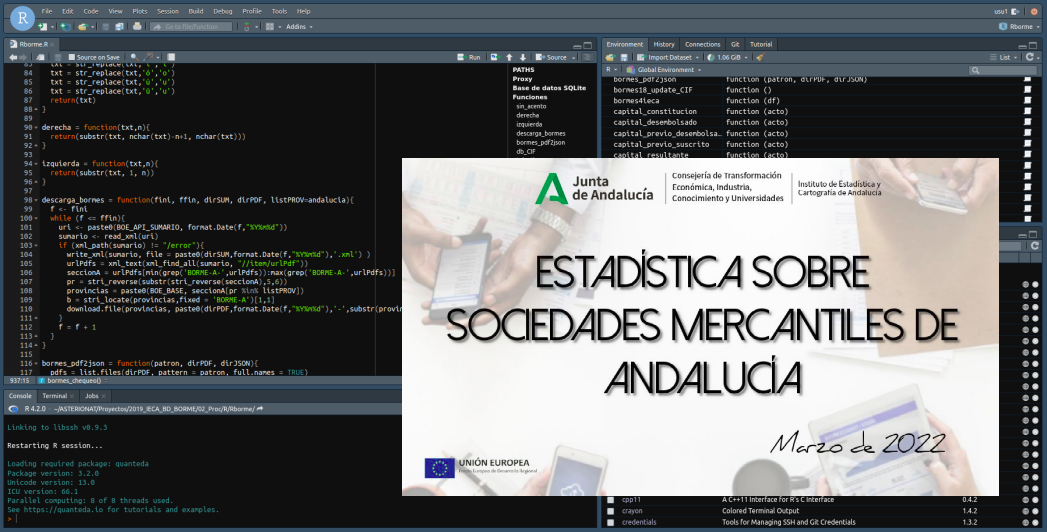 File Edit Code View Plots Session Build Debug Profile Tools Help
usu1
R
Go to file/function
Addins
Rborme
Rborme.R
Source on Save
Run
Source
83 txt = str_replace(txt,'í','i')
84 txt = str_replace(txt,'ó','o')
85 txt = str_replace(txt,'ú','u')
86 txt = str_replace(txt,'ü','u')
87 return(txt)
88 }
89
90 derecha = function(txt,n){
91 return(substr(txt, nchar(txt)-n+1, nchar(txt)))
92 }
93
94 izquierda = function(txt,n){
95 return(substr(txt, 1, n))
96 }
97
98 descarga_bormes = function(fini, ffin, dirSUM, dirPDF, listPROV=andalucia){
99 f <- fini
100 while (f <= ffin){
101 uri <- paste0(BOE_API_SUMARIO, format.Date(f,"%Y%m%d"))
102 sumario <- read_xml(uri)
103 if (xml_path(sumario) != "/error"){
104 write_xml(sumario, file = paste0(dirSUM,format.Date(f,"%Y%m%d"),'.xml') )
105 urlPdfs = xml_text(xml_find_all(sumario, "//item/urlPdf"))
106 seccionA = urlPdfs[min(grep('BORME-A-',urlPdfs)):max(grep('BORME-A-',urlPdfs))]
107 pr = stri_reverse(substr(stri_reverse(seccionA),5,6))
108 provincias = paste0(BOE_BASE, seccionA[pr %in% listPROV])
109 b = stri_locate(provincias,fixed = 'BORME-A')[1,1]
110 download.file(provincias, paste0(dirPDF,format.Date(f,"%Y%m%d"),'-',substr(provin
111 }
112 f = f + 1
113 }
114 }
115
116 bormes_pdf2json = function(patron, dirPDF, dirJSON){
117 pdfs = list.files(dirPDF, pattern = patron, full.names = TRUE)
937:15 bormes_chequeo()
PATHS
Proxy
Base de datos SQLite
Funciones
sin_acento
derecha
izquierda
descarga_bormes
bormes_pdf2json
db_CIF
Console Terminal Jobs
R 4.2.0 · ~/ASTERIONAT/Proyectos/2019_IECA_BD_BORME/02_Proc/R/Rborme/
Linking to libssh v0.9.3
Restarting R session...
Loading required package: quanteda
Package version: 3.2.0
Unicode version: 13.0
ICU version: 66.1
Parallel computing: 8 of 8 threads used.
See https://quanteda.io for tutorials and examples.
>
Environment History Connections Git Tutorial
Import Dataset 1.06 GiB List
R Global Environment
bormes_pdf2json function (patron, dirPDF, dirJSON)
bormes18_update_CIF function ()
bormes4ieca function (df)
capital_constitucion function (acto)
capital_desembolsado function (acto)
capital_previo_desembolsa… function (acto)
capital_previo_suscrito function (acto)
capital_resultante function (acto)
Junta
de Andalucía
Consejería de Transformación
Económica, Industria,
Conocimiento y Universidades
Instituto de Estadística y
Cartografía de Andalucía
ESTADÍSTICA SOBRE
SOCIEDADES MERCANTILES DE
ANDALUCÍA
Marzo de 2022
UNIÓN EUROPEA
Fondo Europeo de Desarrollo Regional
cpp11 A C++11 Interface for R's C Interface 0.4.2
crayon Colored Terminal Output 1.4.2
credentials Tools for Managing SSH and Git Credentials 1.3.2